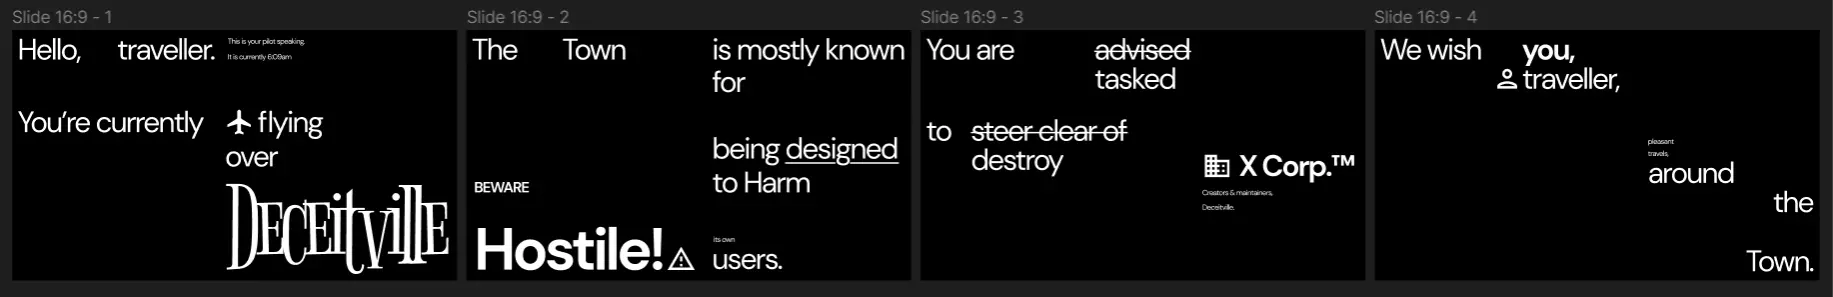 Slide 16:9 - 1
Hello, traveller.
This is your pilot speaking.
It is currently 6:09am
You're currently flying
over
DECEitvillE
Slide 16:9 - 2
The Town is mostly known
for
being designed
to Harm
BEWARE
Hostile!
its own
users.
Slide 16:9 - 3
You are advised
tasked
to steer clear of
destroy
X Corp.™
Creators & maintainers,
Deceitville.
Slide 16:9 - 4
We wish you,
traveller,
pleasant
travels,
around
the
Town.